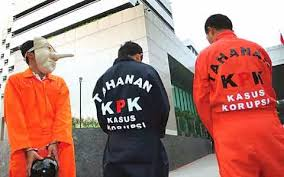 TAHANAN
KPK
KASUS
KORUPSI
TAHANAN
KPK
KASUS
KORUPSI